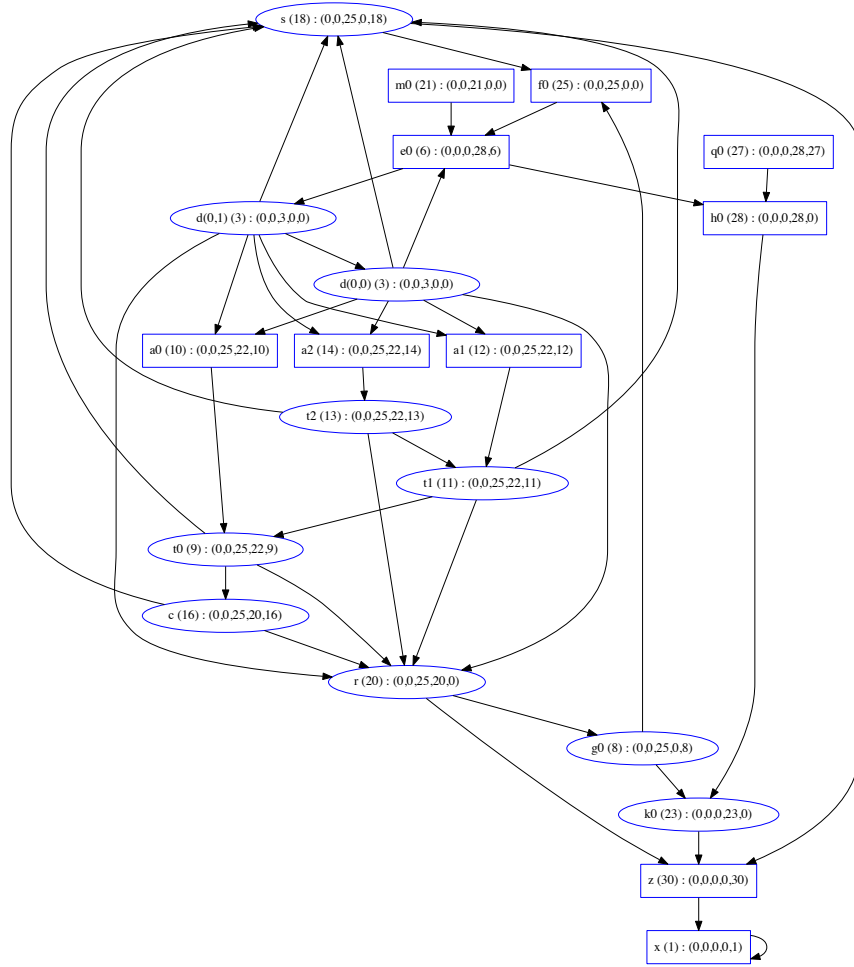 s (18) : (0,0,25,0,18)
m0 (21) : (0,0,21,0,0)
f0 (25) : (0,0,25,0,0)
e0 (6) : (0,0,0,28,6)
q0 (27) : (0,0,0,28,27)
d(0,1) (3) : (0,0,3,0,0)
h0 (28) : (0,0,0,28,0)
d(0,0) (3) : (0,0,3,0,0)
a0 (10) : (0,0,25,22,10)
a2 (14) : (0,0,25,22,14)
a1 (12) : (0,0,25,22,12)
t2 (13) : (0,0,25,22,13)
t1 (11) : (0,0,25,22,11)
t0 (9) : (0,0,25,22,9)
c (16) : (0,0,25,20,16)
r (20) : (0,0,25,20,0)
g0 (8) : (0,0,25,0,8)
k0 (23) : (0,0,0,23,0)
z (30) : (0,0,0,0,30)
x (1) : (0,0,0,0,1)